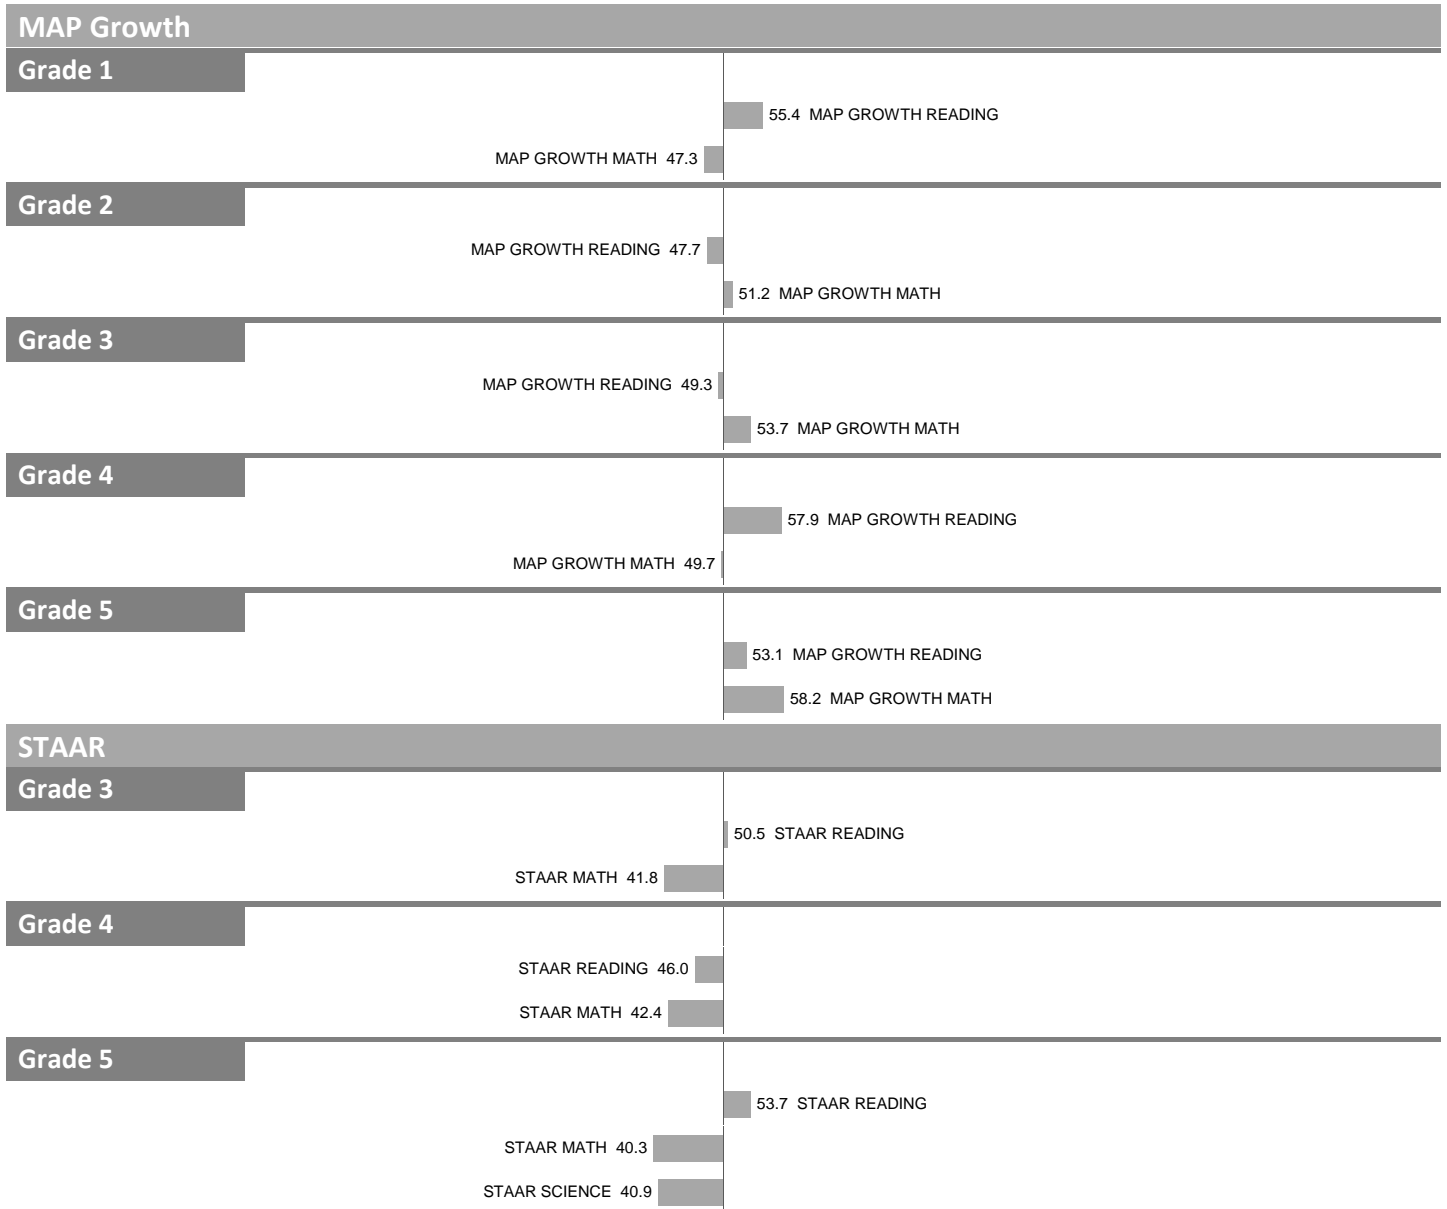 MAP Growth
Grade 1
55.4 MAP GROWTH READING
MAP GROWTH MATH 47.3
Grade 2
MAP GROWTH READING 47.7
51.2 MAP GROWTH MATH
Grade 3
MAP GROWTH READING 49.3
53.7 MAP GROWTH MATH
Grade 4
57.9 MAP GROWTH READING
MAP GROWTH MATH 49.7
Grade 5
53.1 MAP GROWTH READING
58.2 MAP GROWTH MATH
STAAR
Grade 3
50.5 STAAR READING
STAAR MATH 41.8
Grade 4
STAAR READING 46.0
STAAR MATH 42.4
Grade 5
53.7 STAAR READING
STAAR MATH 40.3
STAAR SCIENCE 40.9